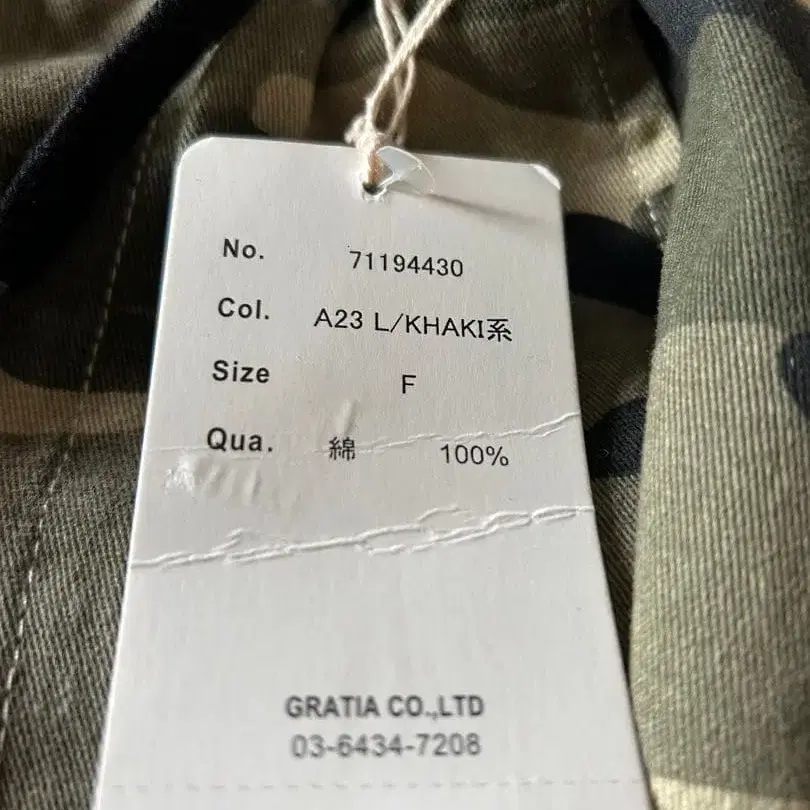 No. 71194430
Col. A23 L/KHAKI系
Size F
Qua. 綿 100%
GRATIA CO.,LTD
03-6434-7208